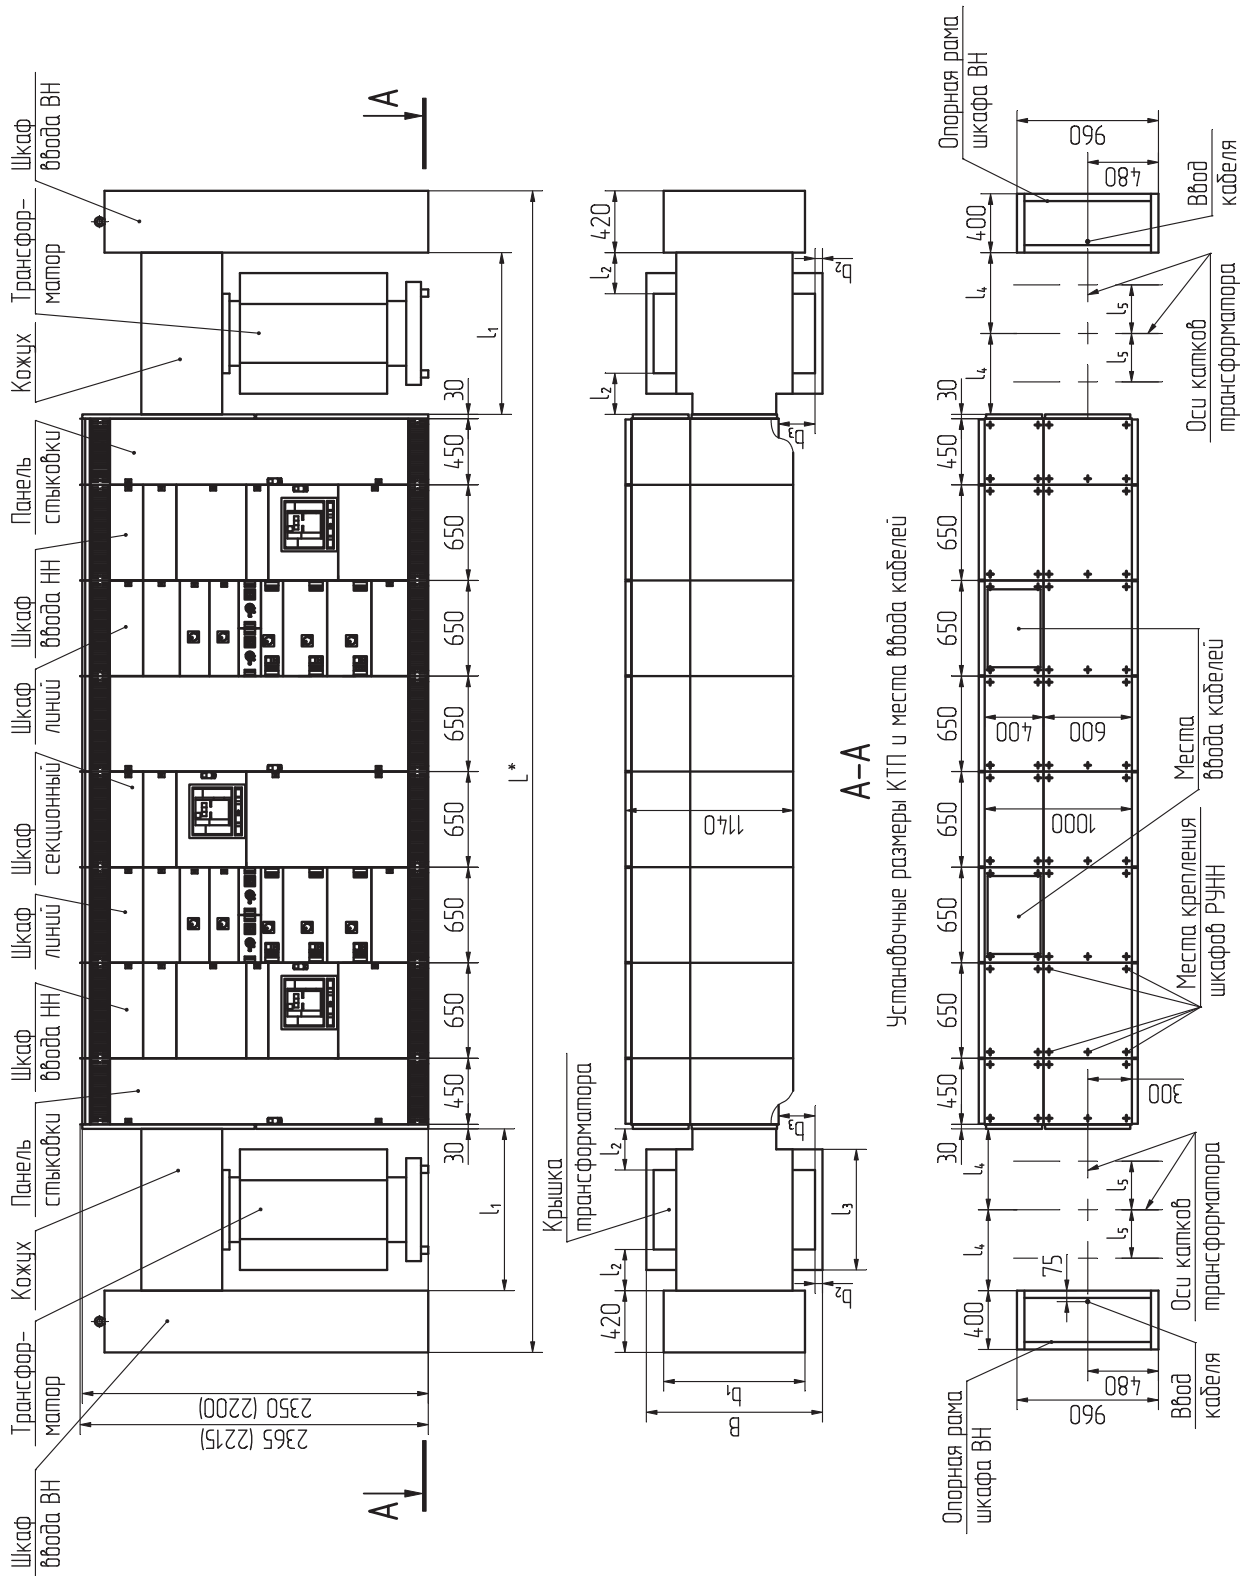 Шкаф
ввода ВН
Трансфор-
матор
Кожух
Панель
стыковки
Шкаф
ввода НН
Шкаф
линий
Шкаф
секционный
Шкаф
линий
Шкаф
ввода НН
Панель
стыковки
Кожух
Трансфор-
матор
Шкаф
ввода ВН
2365 (2215)
2350 (2200)
А
А
l₁
30
450
650
650
650
650
650
650
450
30
l₁
L*
Крышка
трансформатора
420
l₂
l₂
l₂
l₂
420
B
b₁
b₂
l₃
b₃
1140
b₃
b₂
А-А
Установочные размеры КТП и места ввода кабелей
Опорная рама
шкафа ВН
Опорная рама
шкафа ВН
400
l₄
l₄
30
450
650
650
650
650
650
650
450
30
l₄
l₄
400
960
480
75
l₅
l₅
300
1000
400
600
l₅
l₅
480
960
Ввод
кабеля
Оси катков
трансформатора
Места крепления
шкафов РУНН
Места
ввода кабелей
Оси катков
трансформатора
Ввод
кабеля